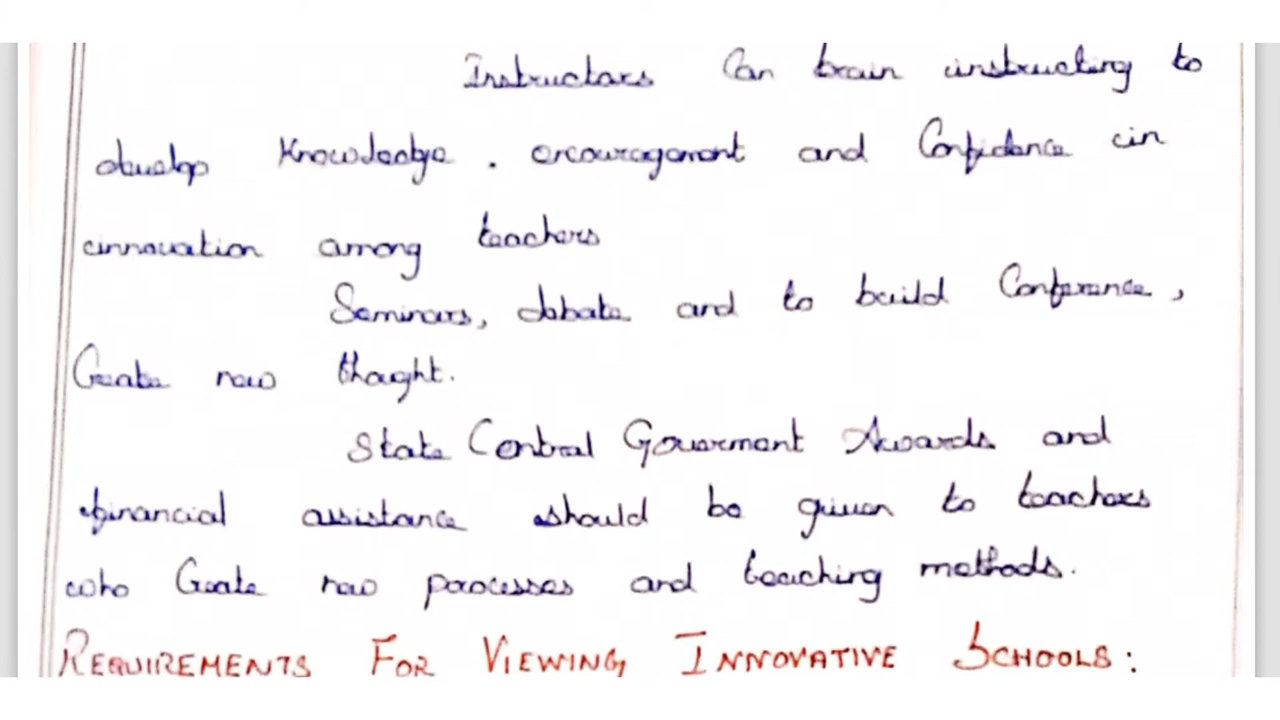 Instructors Can train instructing to
develop Knowledge . encouragement and Confidence in
innovation among teachers
Seminars, debate and to build Conference ,
Create new thought.
State Central Government Awards and
financial assistance should be given to teachers
who Create new processes and teaching methods.
REQUIREMENTS FOR VIEWING INNOVATIVE SCHOOLS :